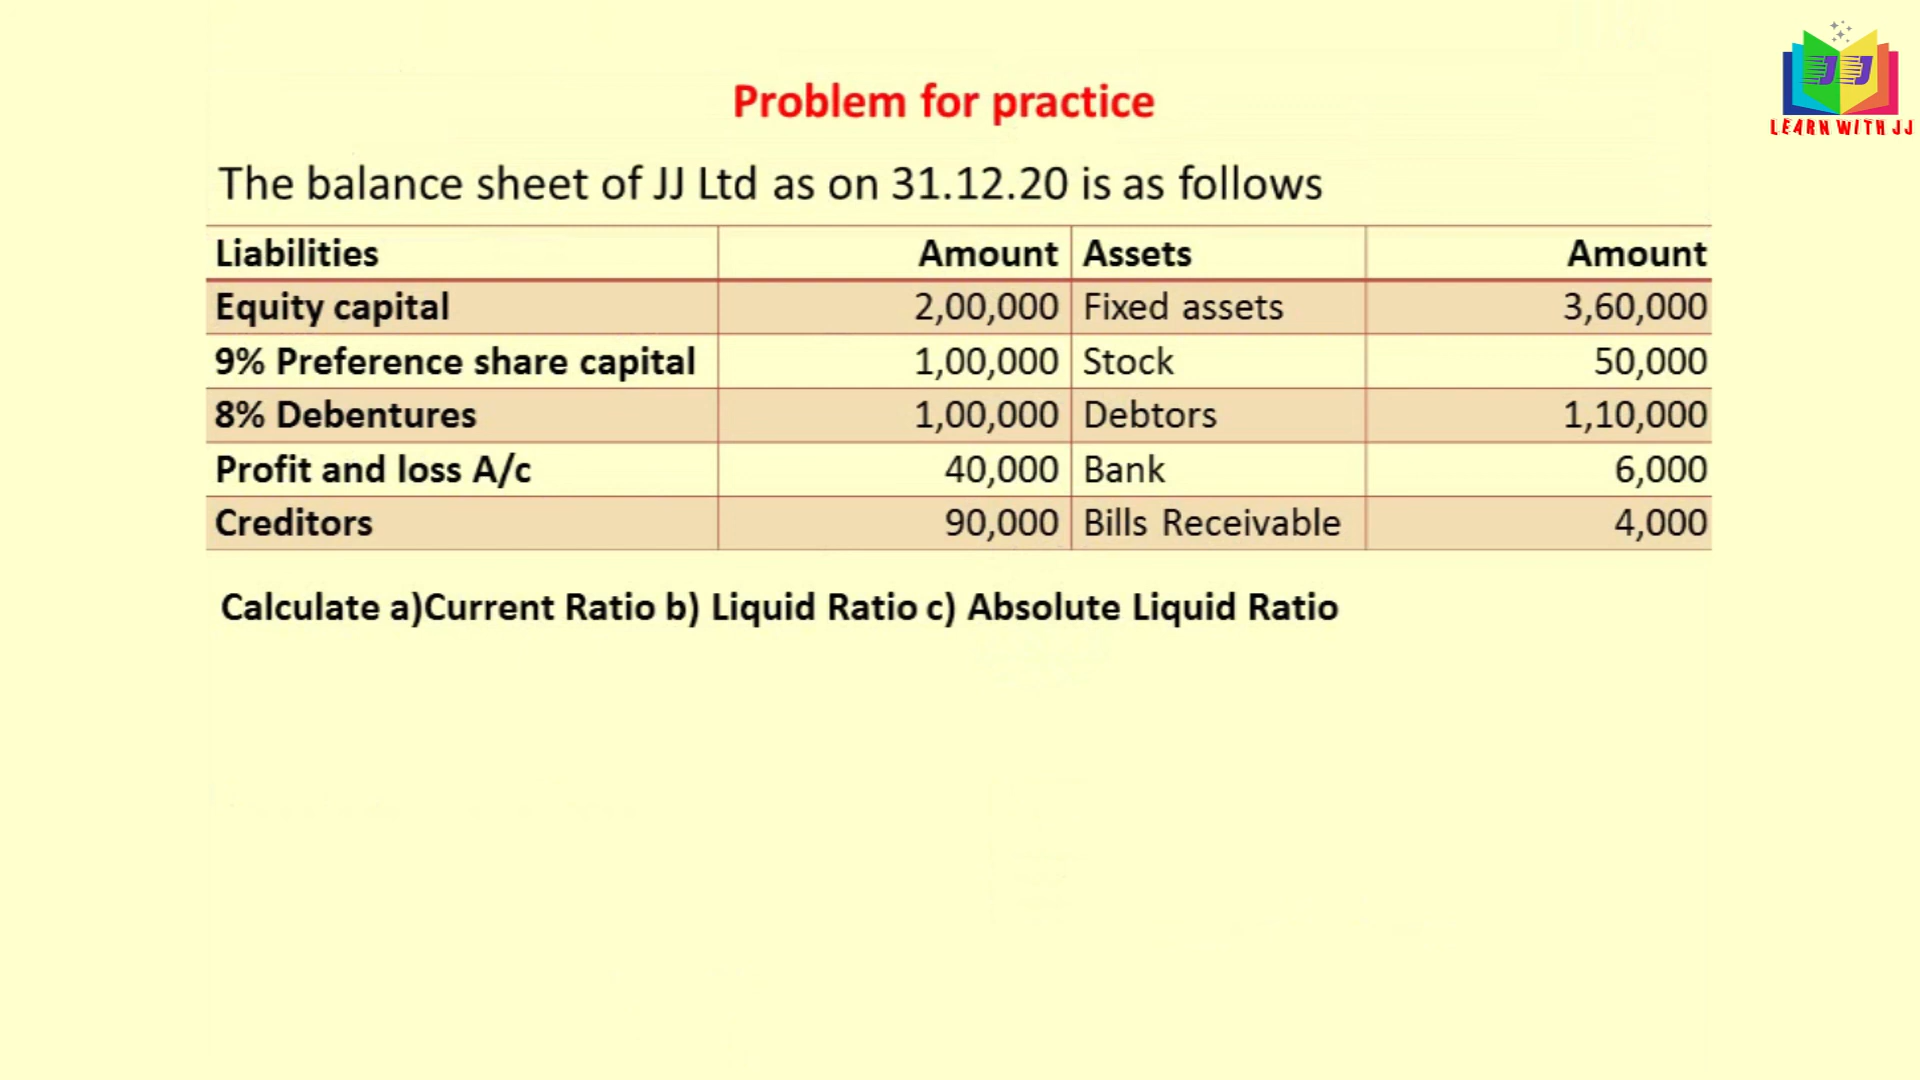 JJ
LEARN WITH JJ
Problem for practice
The balance sheet of JJ Ltd as on 31.12.20 is as follows
Liabilities Amount Assets Amount
Equity capital 2,00,000 Fixed assets 3,60,000
9% Preference share capital 1,00,000 Stock 50,000
8% Debentures 1,00,000 Debtors 1,10,000
Profit and loss A/c 40,000 Bank 6,000
Creditors 90,000 Bills Receivable 4,000
Calculate a)Current Ratio b) Liquid Ratio c) Absolute Liquid Ratio